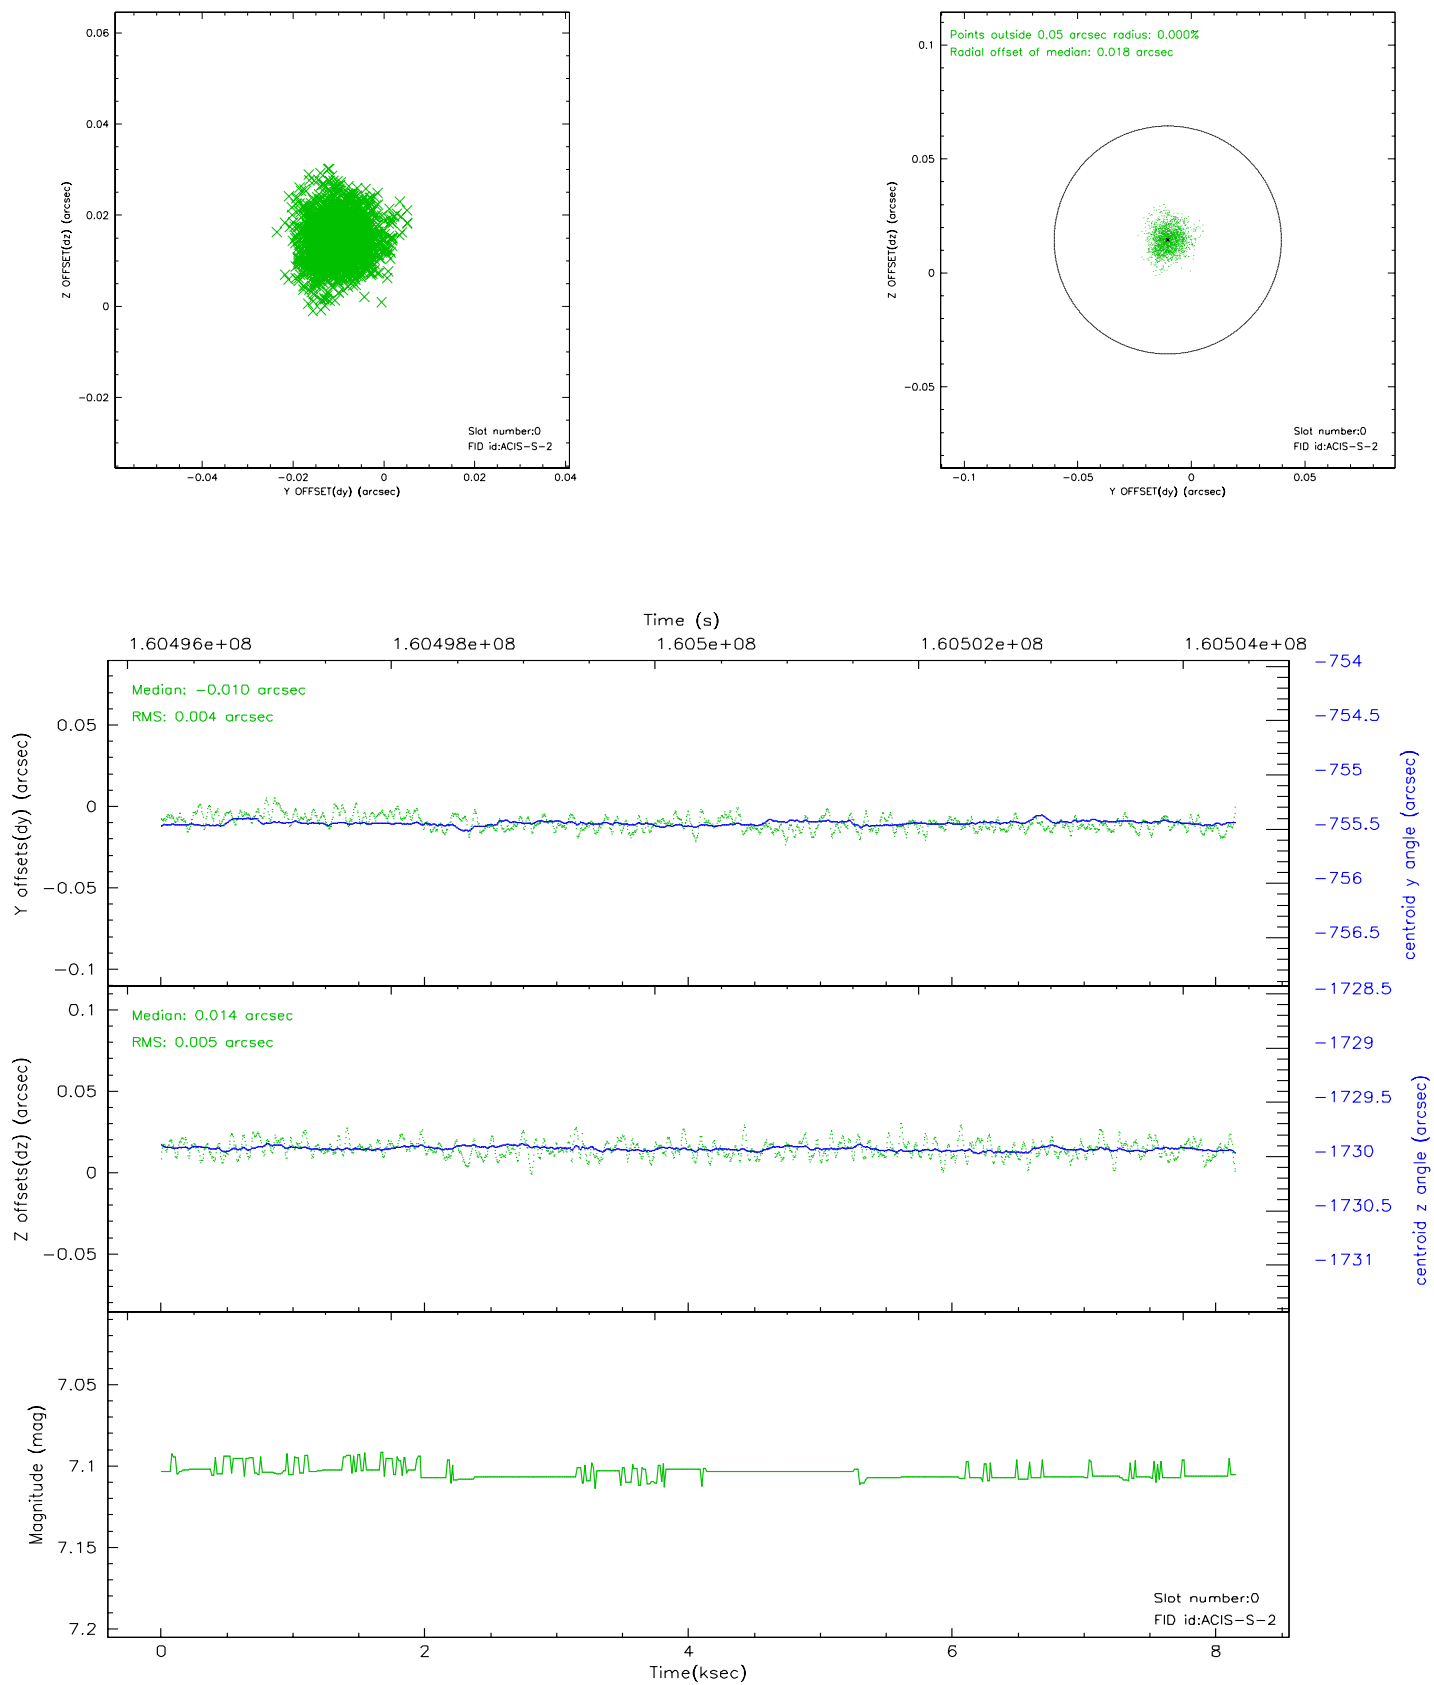 0.06
0.04
0.02
0
-0.02
-0.04
-0.02
0
0.02
0.04
Z OFFSET(dz) (arcsec)
Y OFFSET(dy) (arcsec)
Slot number:0
FID id:ACIS-S-2
Points outside 0.05 arcsec radius: 0.000%
Radial offset of median: 0.018 arcsec
0.1
0.05
0
-0.05
-0.1
-0.05
0
0.05
Z OFFSET(dz) (arcsec)
Y OFFSET(dy) (arcsec)
Slot number:0
FID id:ACIS-S-2
Time (s)
1.60496e+08
1.60498e+08
1.605e+08
1.60502e+08
1.60504e+08
Median: -0.010 arcsec
RMS: 0.004 arcsec
0.05
0
-0.05
-0.1
Y offsets(dy) (arcsec)
-754
-754.5
-755
-755.5
-756
-756.5
centroid y angle (arcsec)
Median: 0.014 arcsec
RMS: 0.005 arcsec
0.1
0.05
0
-0.05
Z offsets(dz) (arcsec)
-1728.5
-1729
-1729.5
-1730
-1730.5
-1731
centroid z angle (arcsec)
7.05
7.1
7.15
7.2
Magnitude (mag)
Slot number:0
FID id:ACIS-S-2
0
2
4
6
8
Time(ksec)